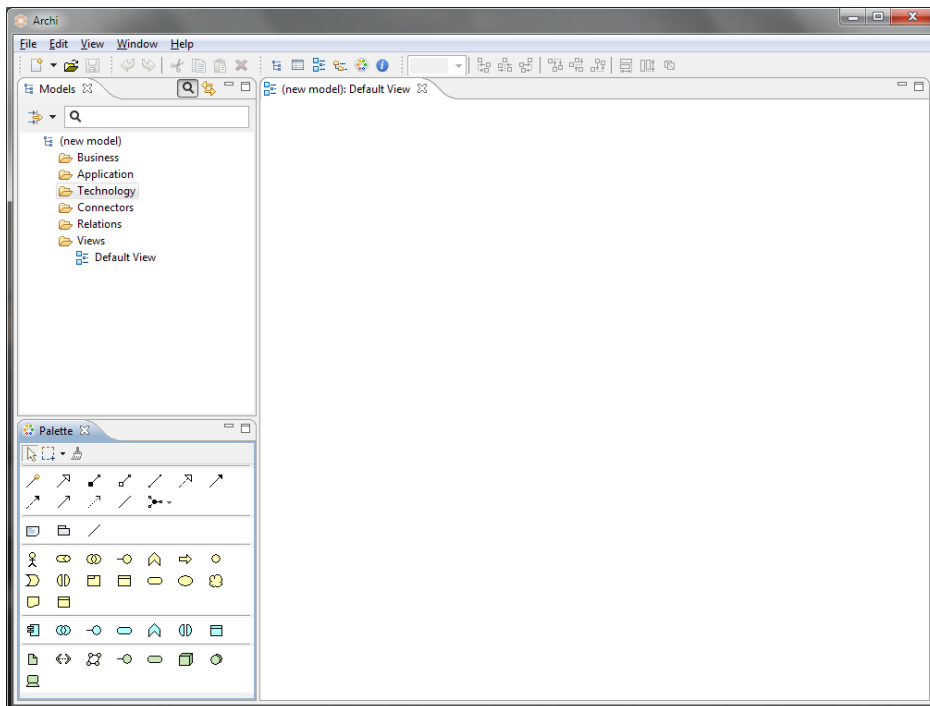 Archi
File Edit View Window Help
Models
(new model): Default View
(new model)
Business
Application
Technology
Connectors
Relations
Views
Default View
Palette